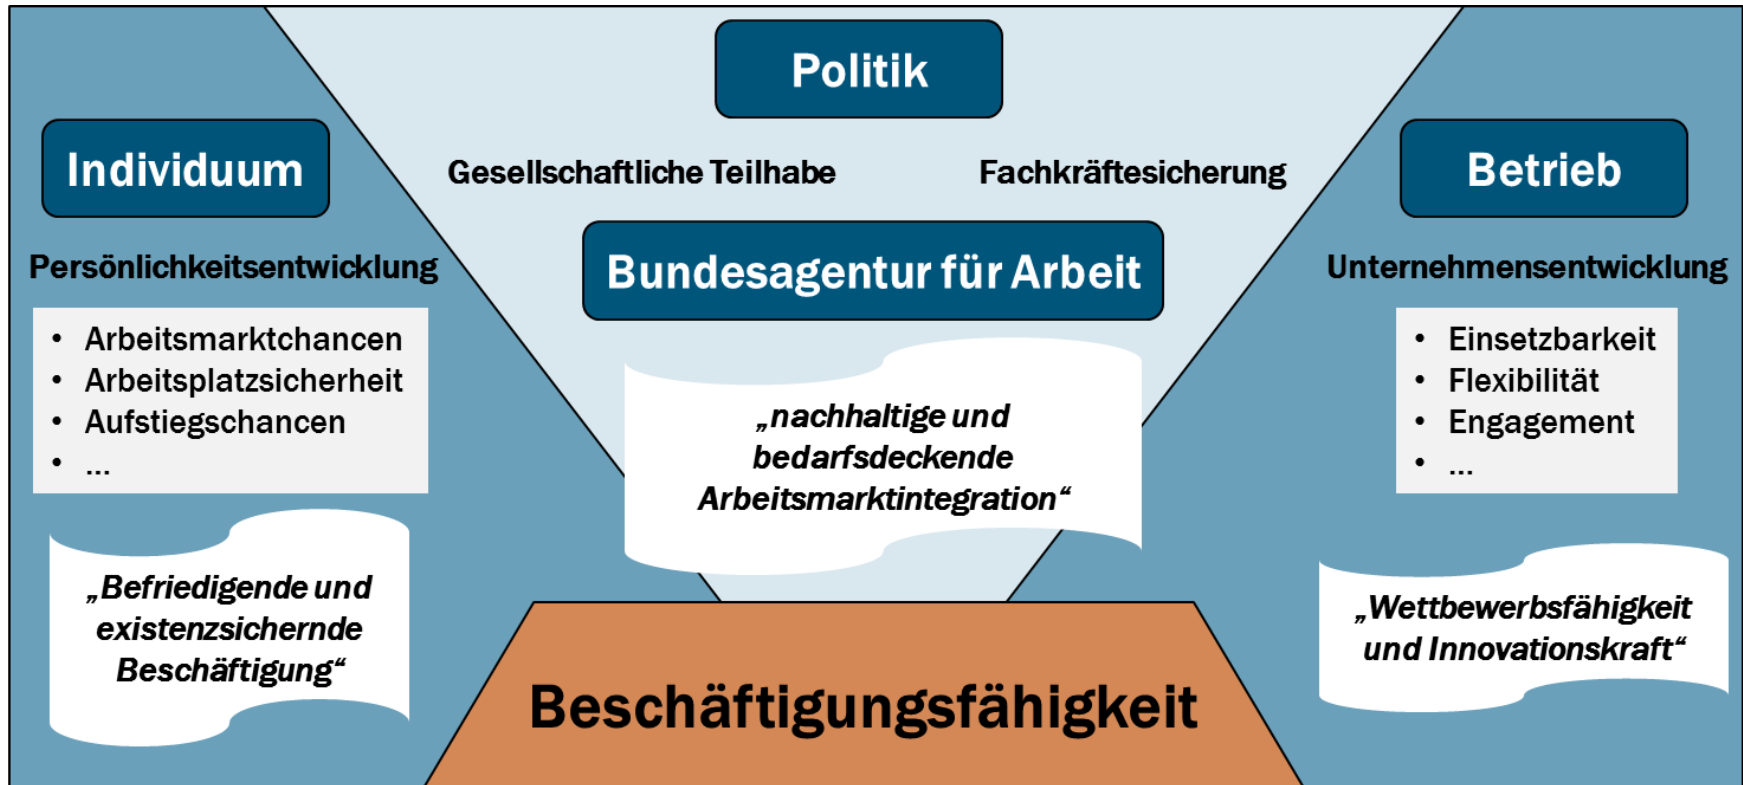 Politik
Gesellschaftliche Teilhabe
Fachkräftesicherung
Bundesagentur für Arbeit
„nachhaltige und
bedarfsdeckende
Arbeitsmarktintegration“
Individuum
Persönlichkeitsentwicklung
• Arbeitsmarktchancen
• Arbeitsplatzsicherheit
• Aufstiegschancen
• ...
„Befriedigende und
existenzsichernde
Beschäftigung“
Betrieb
Unternehmensentwicklung
• Einsetzbarkeit
• Flexibilität
• Engagement
• ...
„Wettbewerbsfähigkeit
und Innovationskraft“
Beschäftigungsfähigkeit